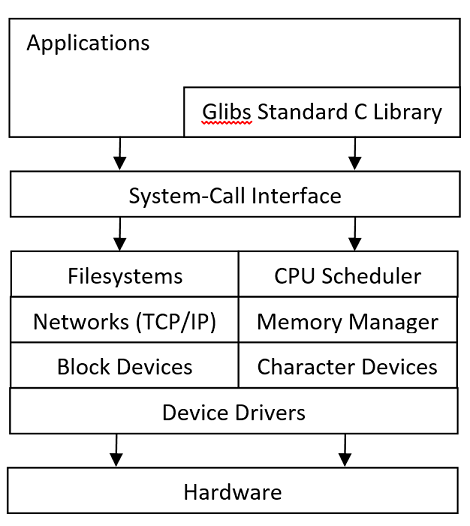 Applications
Glibs Standard C Library
System-Call Interface
Filesystems
CPU Scheduler
Networks (TCP/IP)
Memory Manager
Block Devices
Character Devices
Device Drivers
Hardware